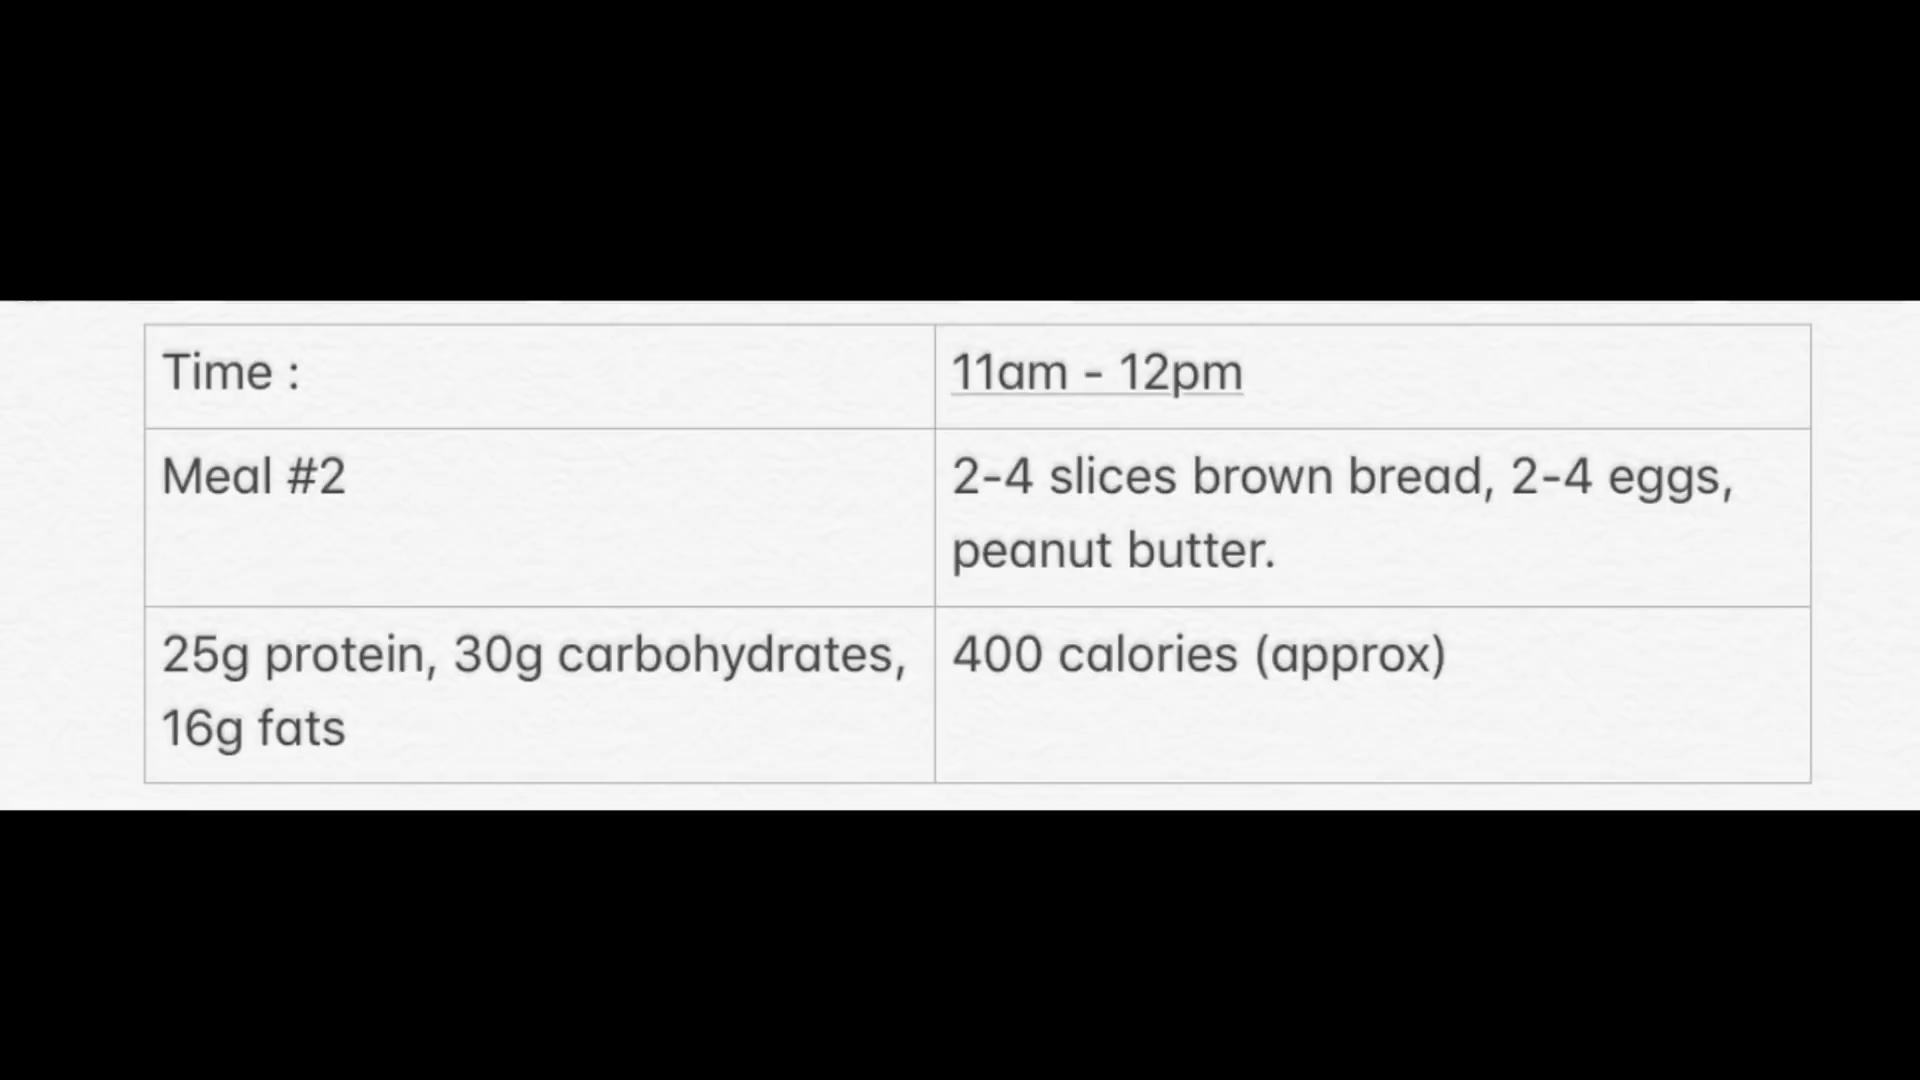 Time :
11am - 12pm
Meal #2
2-4 slices brown bread, 2-4 eggs,
peanut butter.
25g protein, 30g carbohydrates,
16g fats
400 calories (approx)